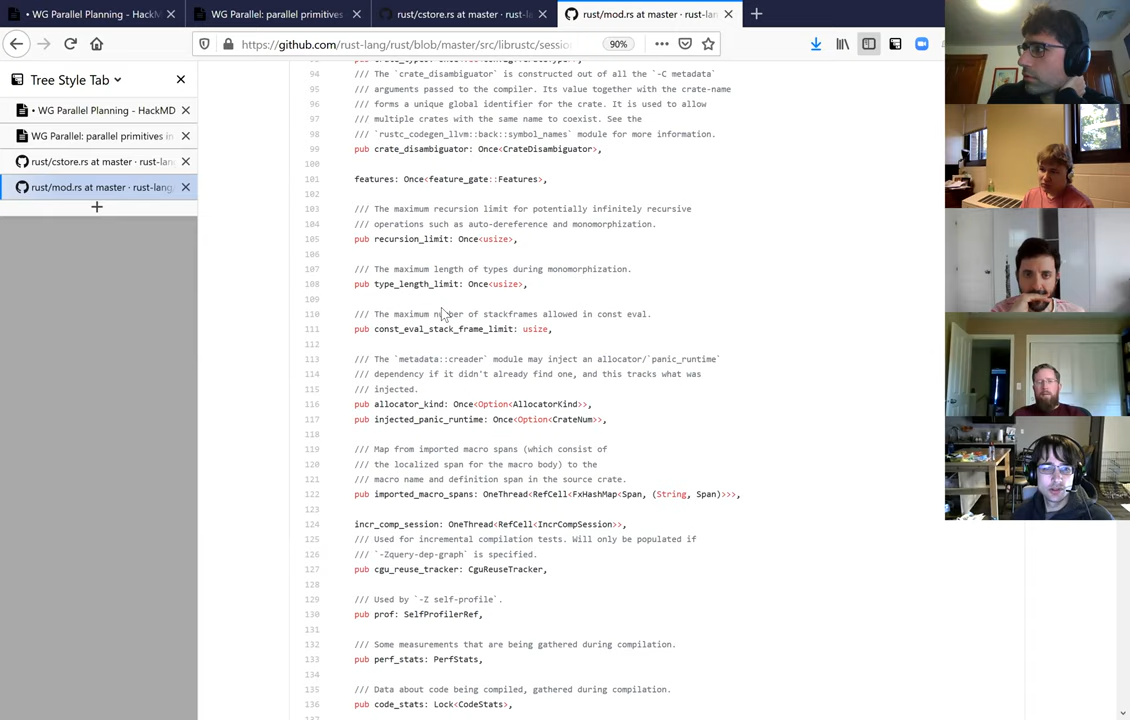 • WG Parallel Planning — HackM
WG Parallel: parallel primitives
rust/cstore.rs at master · rust-l
rust/mod.rs at master · rust-lan
https://github.com/rust-lang/rust/blob/master/src/librustc/sessio
90%
Tree Style Tab
• WG Parallel Planning - HackMD
WG Parallel: parallel primitives in
rust/cstore.rs at master · rust-lan
rust/mod.rs at master · rust-lang
94 /// The `crate_disambiguator` is constructed out of all the `-C metadata`
95 /// arguments passed to the compiler. Its value together with the crate-name
96 /// forms a unique global identifier for the crate. It is used to allow
97 /// multiple crates with the same name to coexist. See the
98 /// `rustc_codegen_llvm::back::symbol_names` module for more information.
99 pub crate_disambiguator: Once<CrateDisambiguator>,
100
101 features: Once<feature_gate::Features>,
102
103 /// The maximum recursion limit for potentially infinitely recursive
104 /// operations such as auto-dereference and monomorphization.
105 pub recursion_limit: Once<usize>,
106
107 /// The maximum length of types during monomorphization.
108 pub type_length_limit: Once<usize>,
109
110 /// The maximum number of stackframes allowed in const eval.
111 pub const_eval_stack_frame_limit: usize,
112
113 /// The `metadata::creader` module may inject an allocator/`panic_runtime`
114 /// dependency if it didn't already find one, and this tracks what was
115 /// injected.
116 pub allocator_kind: Once<Option<AllocatorKind>>,
117 pub injected_panic_runtime: Once<Option<CrateNum>>,
118
119 /// Map from imported macro spans (which consist of
120 /// the localized span for the macro body) to the
121 /// macro name and definition span in the source crate.
122 pub imported_macro_spans: OneThread<RefCell<FxHashMap<Span, (String, Span)>>>,
123
124 incr_comp_session: OneThread<RefCell<IncrCompSession>>,
125 /// Used for incremental compilation tests. Will only be populated if
126 /// `-Zquery-dep-graph` is specified.
127 pub cgu_reuse_tracker: CguReuseTracker,
128
129 /// Used by `-Z self-profile`.
130 pub prof: SelfProfilerRef,
131
132 /// Some measurements that are being gathered during compilation.
133 pub perf_stats: PerfStats,
134
135 /// Data about code being compiled, gathered during compilation.
136 pub code_stats: Lock<CodeStats>,